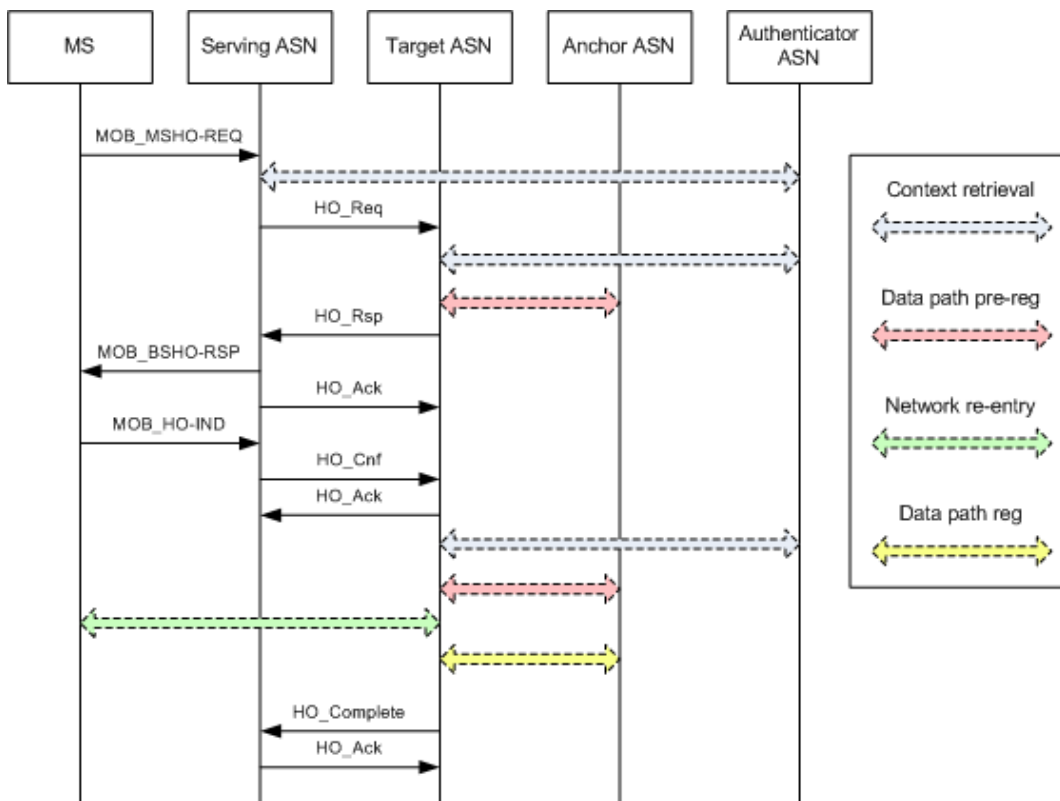 MS
Serving ASN
Target ASN
Anchor ASN
Authenticator
ASN
MOB_MSHO-REQ
HO_Req
HO_Rsp
MOB_BSHO-RSP
HO_Ack
MOB_HO-IND
HO_Cnf
HO_Ack
HO_Complete
HO_Ack
Context retrieval
Data path pre-reg
Network re-entry
Data path reg